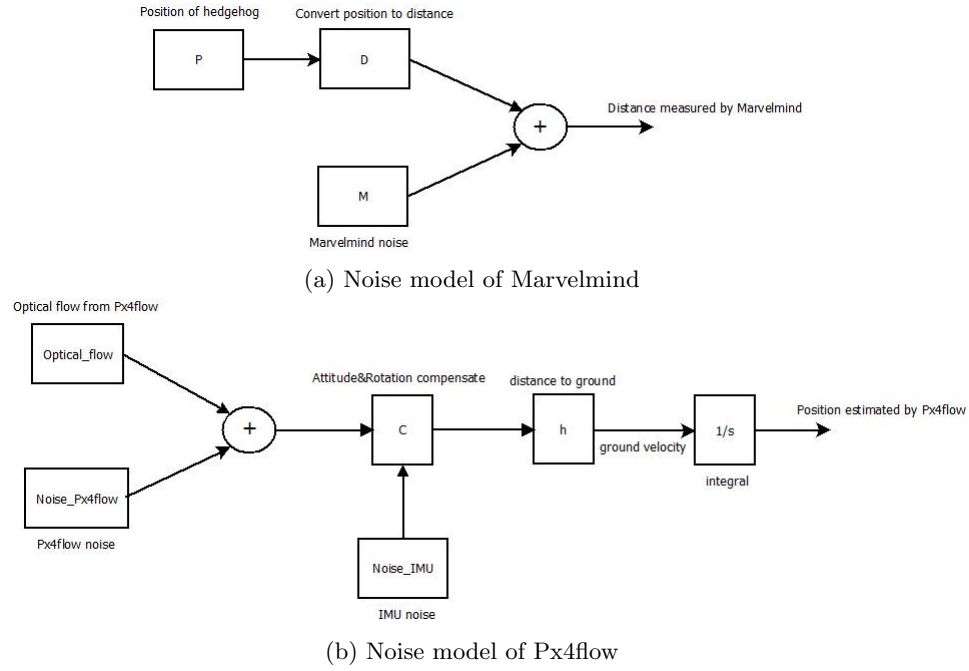 Position of hedgehog
Convert position to distance
P
D
Distance measured by Marvelmind
+
M
Marvelmind noise
(a) Noise model of Marvelmind
Optical flow from Px4flow
Optical_flow
Attitude&Rotation compensate
distance to ground
Position estimated by Px4flow
+
C
h
1/s
ground velocity
integral
Noise_Px4flow
Px4flow noise
Noise_IMU
IMU noise
(b) Noise model of Px4flow